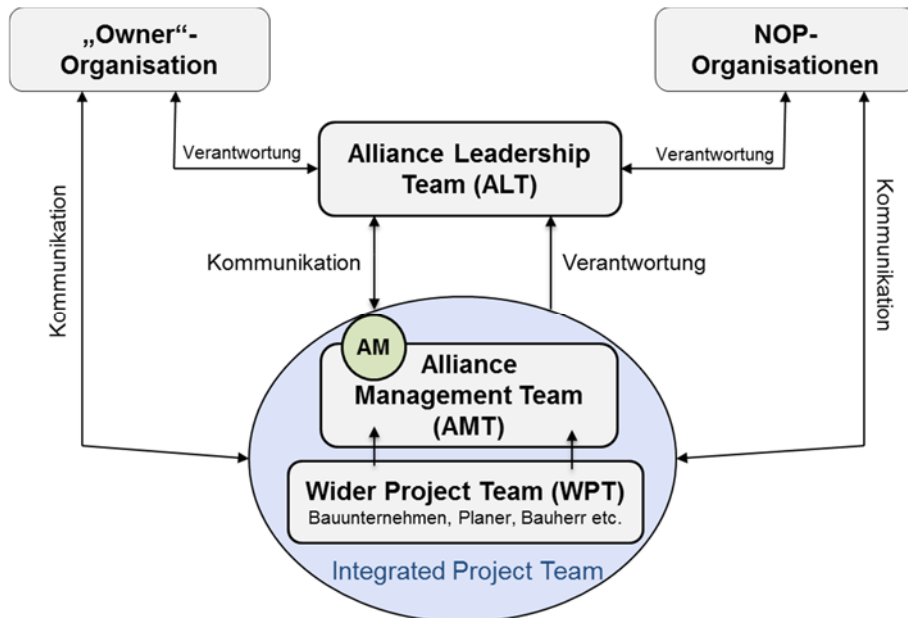 „Owner“-
Organisation
NOP-
Organisationen
Verantwortung
Alliance Leadership
Team (ALT)
Verantwortung
Kommunikation
Kommunikation
Kommunikation
Verantwortung
AM
Alliance
Management Team
(AMT)
Wider Project Team (WPT)
Bauunternehmen, Planer, Bauherr etc.
Integrated Project Team